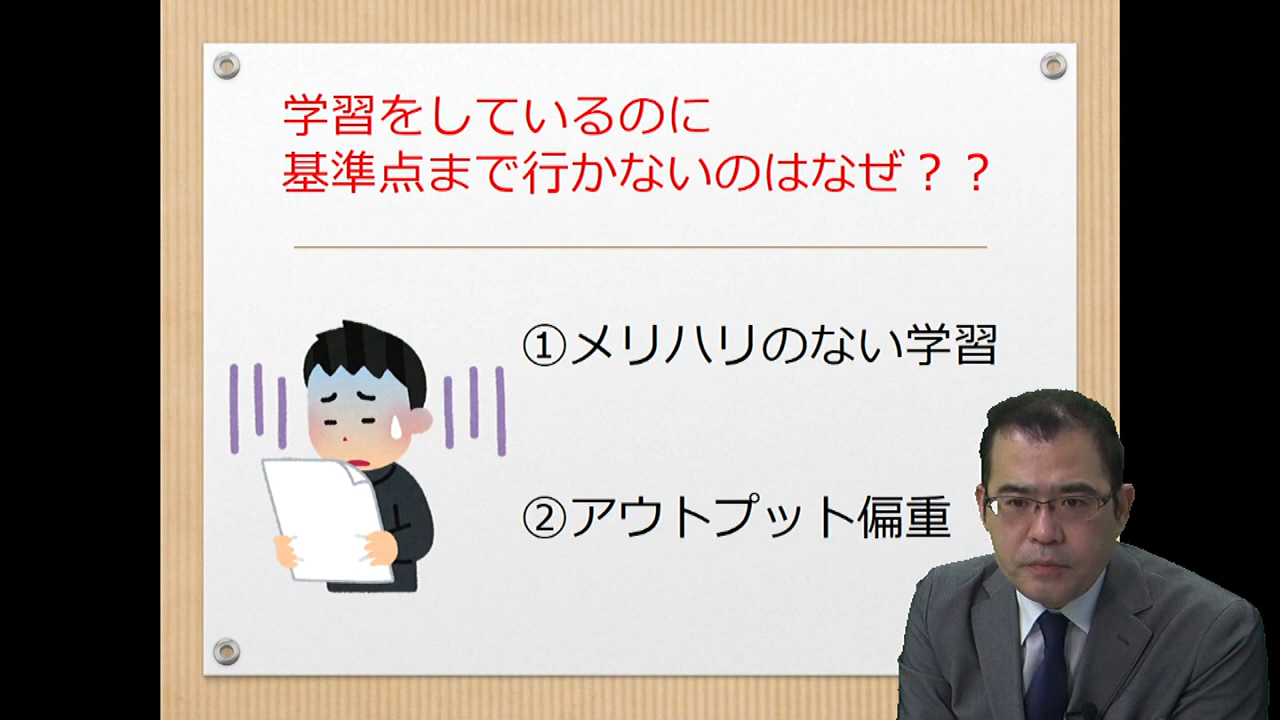 学習をしているのに
基準点まで行かないのはなぜ？？
①メリハリのない学習
②アウトプット偏重